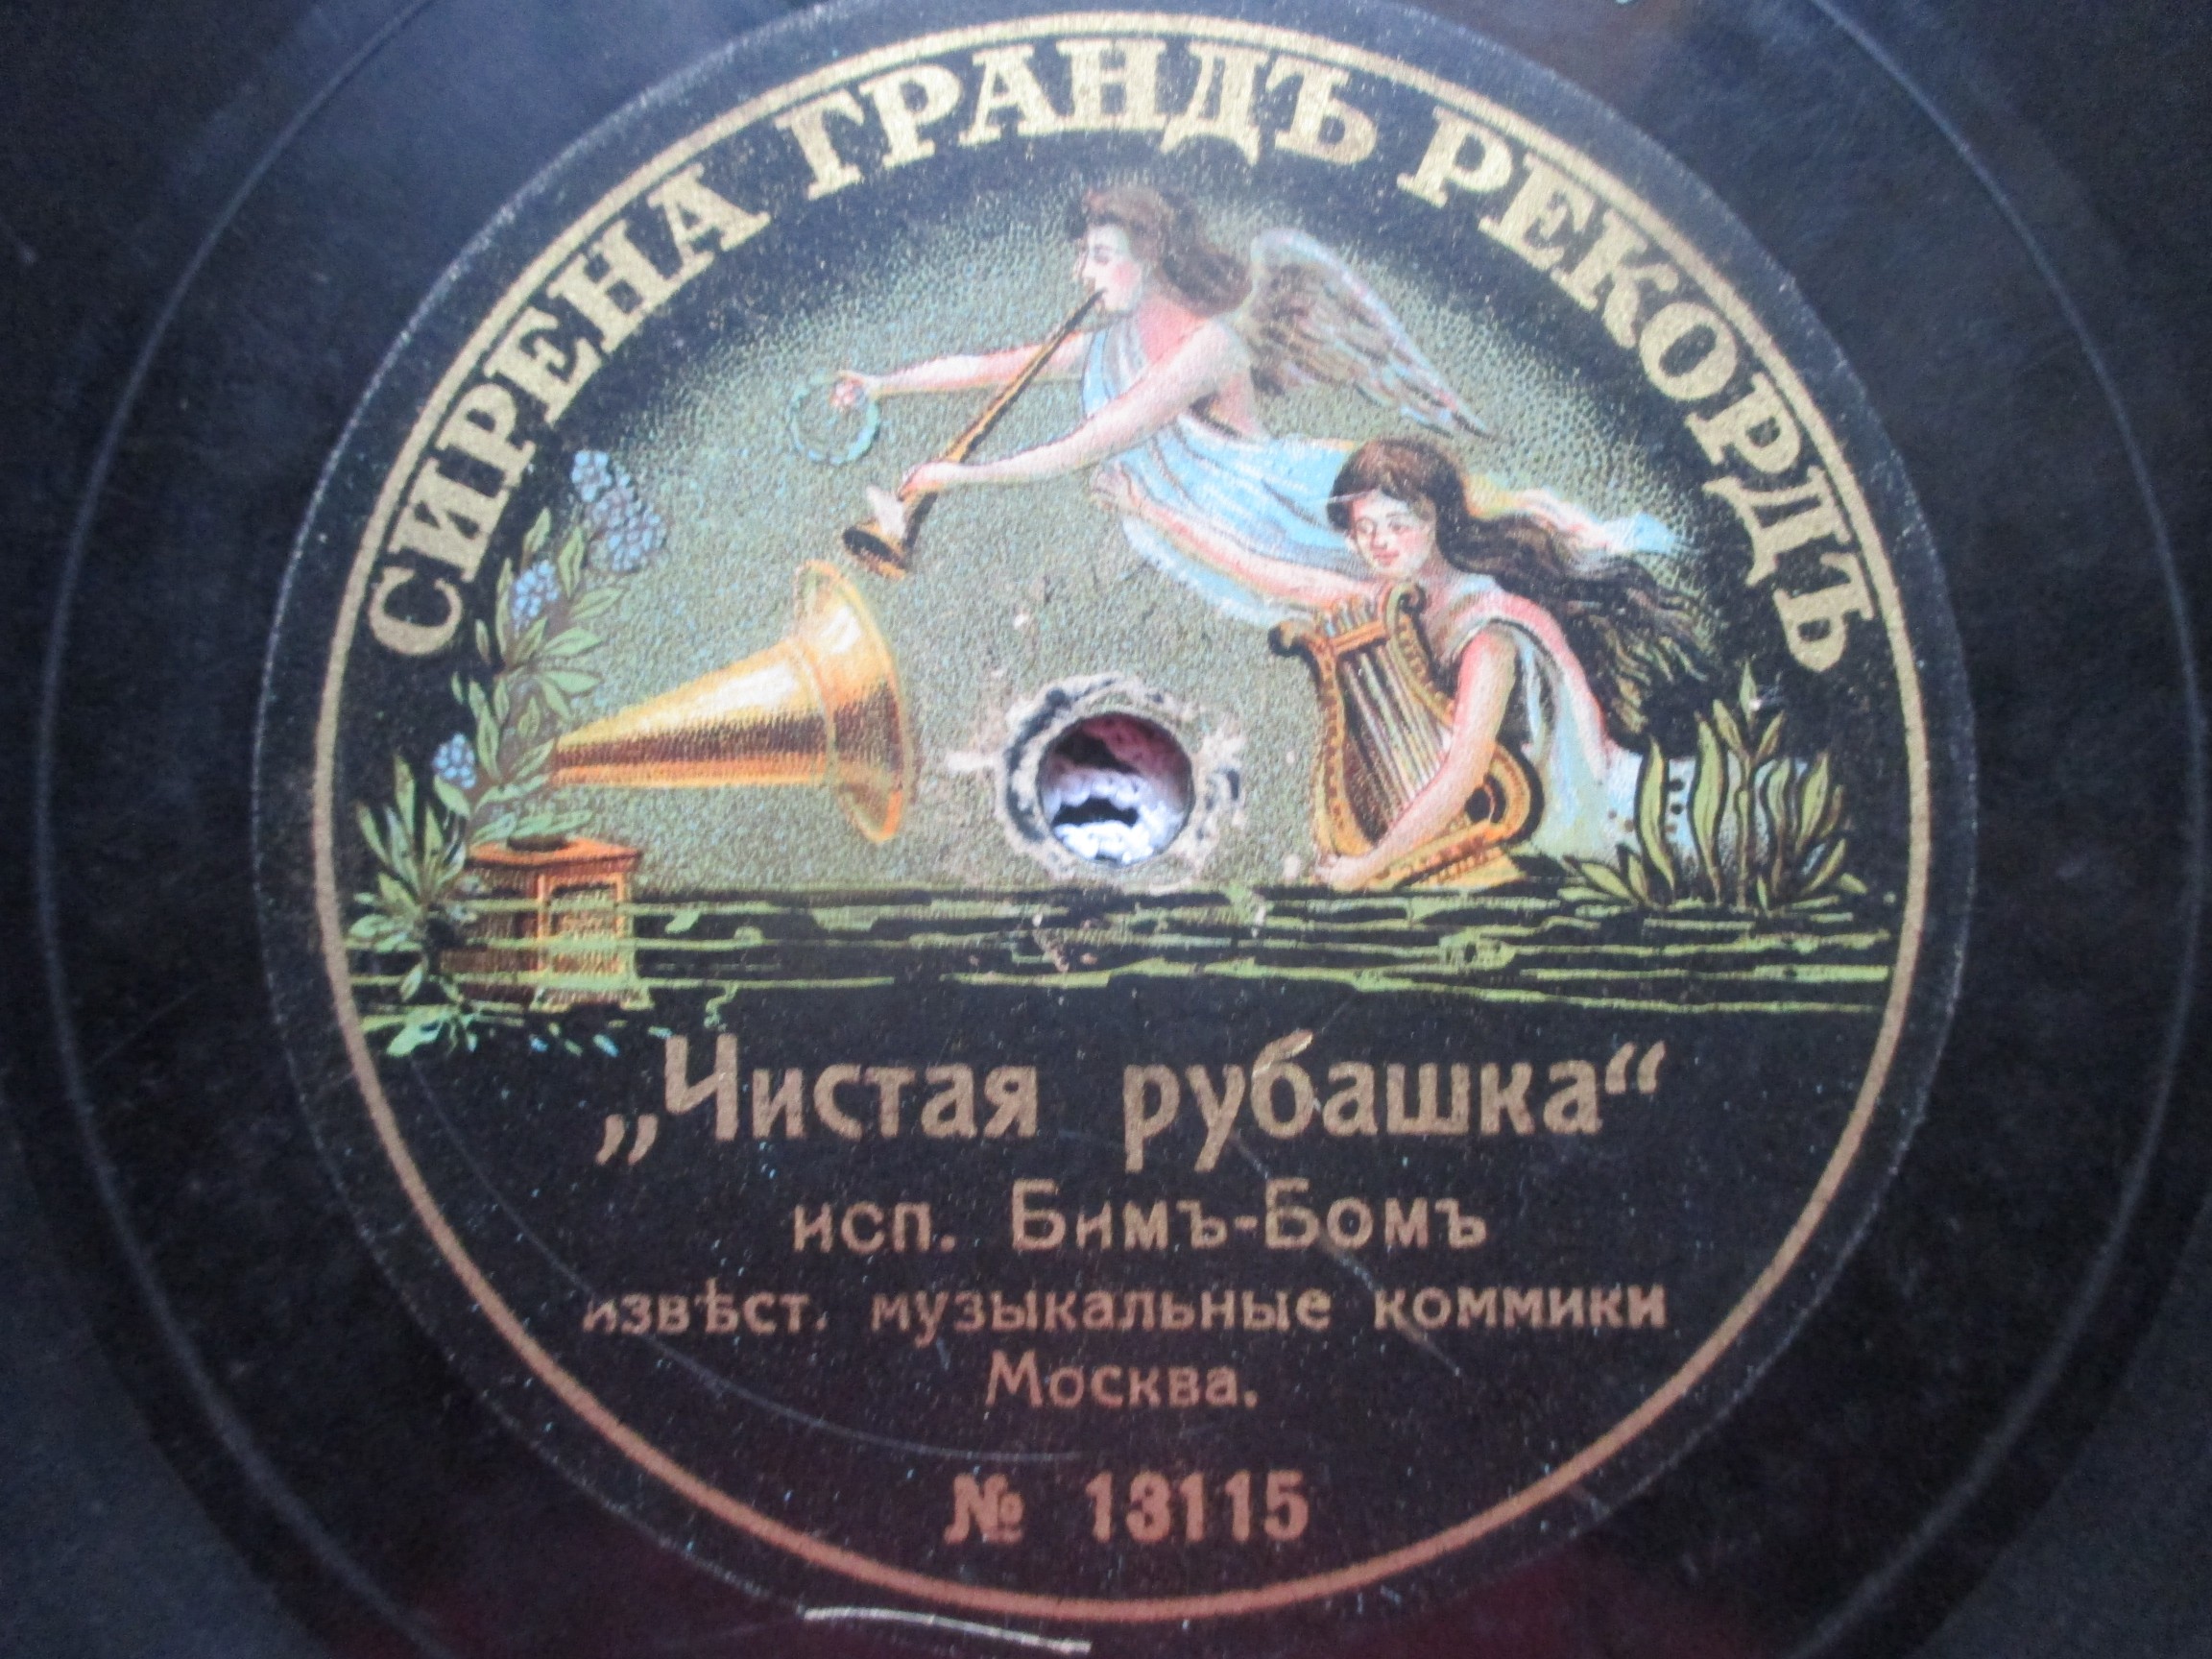 СИРЕНА ГРАНДЪ РЕКОРДЪ
„Чистая рубашка“
исп. Бимъ-Бомъ
извѣст. музыкальные коммики
Москва.
№ 13115